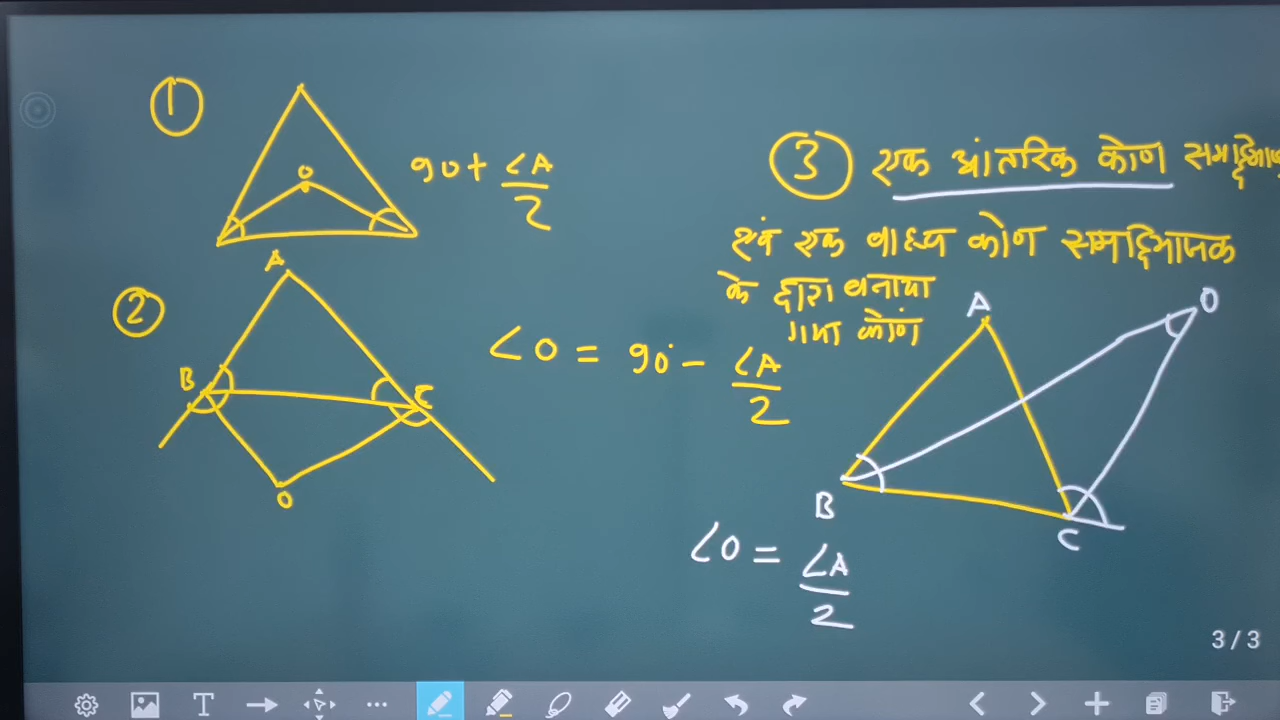 ①
O
90+ ∠A/2
②
A
B
C
O
∠O = 90° − ∠A/2
③ एक आंतरिक कोण
एवं एक बाह्य कोण समद्विभाजक
के द्वारा बनाया
गया कोण
A
O
B
C
∠O = ∠A/2
3 / 3
T